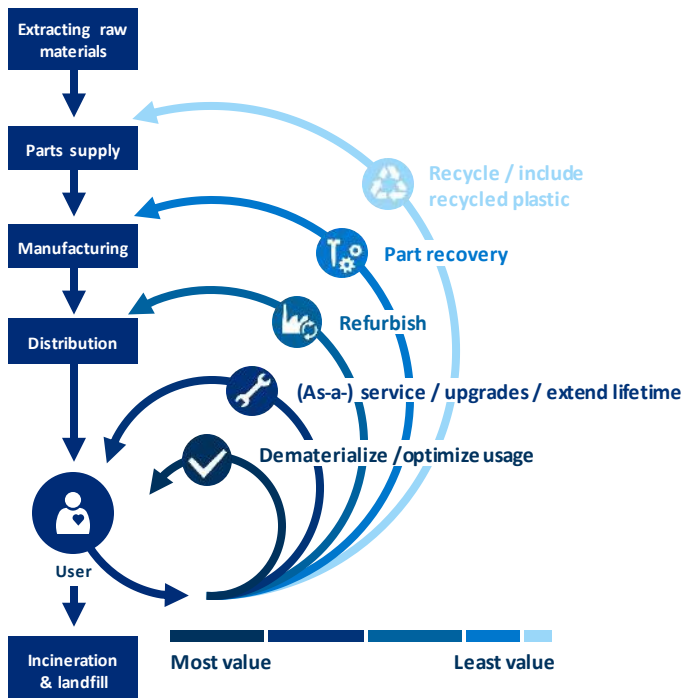 Extracting raw
materials
Parts supply
Recycle / include
recycled plastic
Manufacturing
Part recovery
Refurbish
Distribution
(As-a-) service / upgrades / extend lifetime
Dematerialize /optimize usage
User
Incineration
& landfill
Most value
Least value